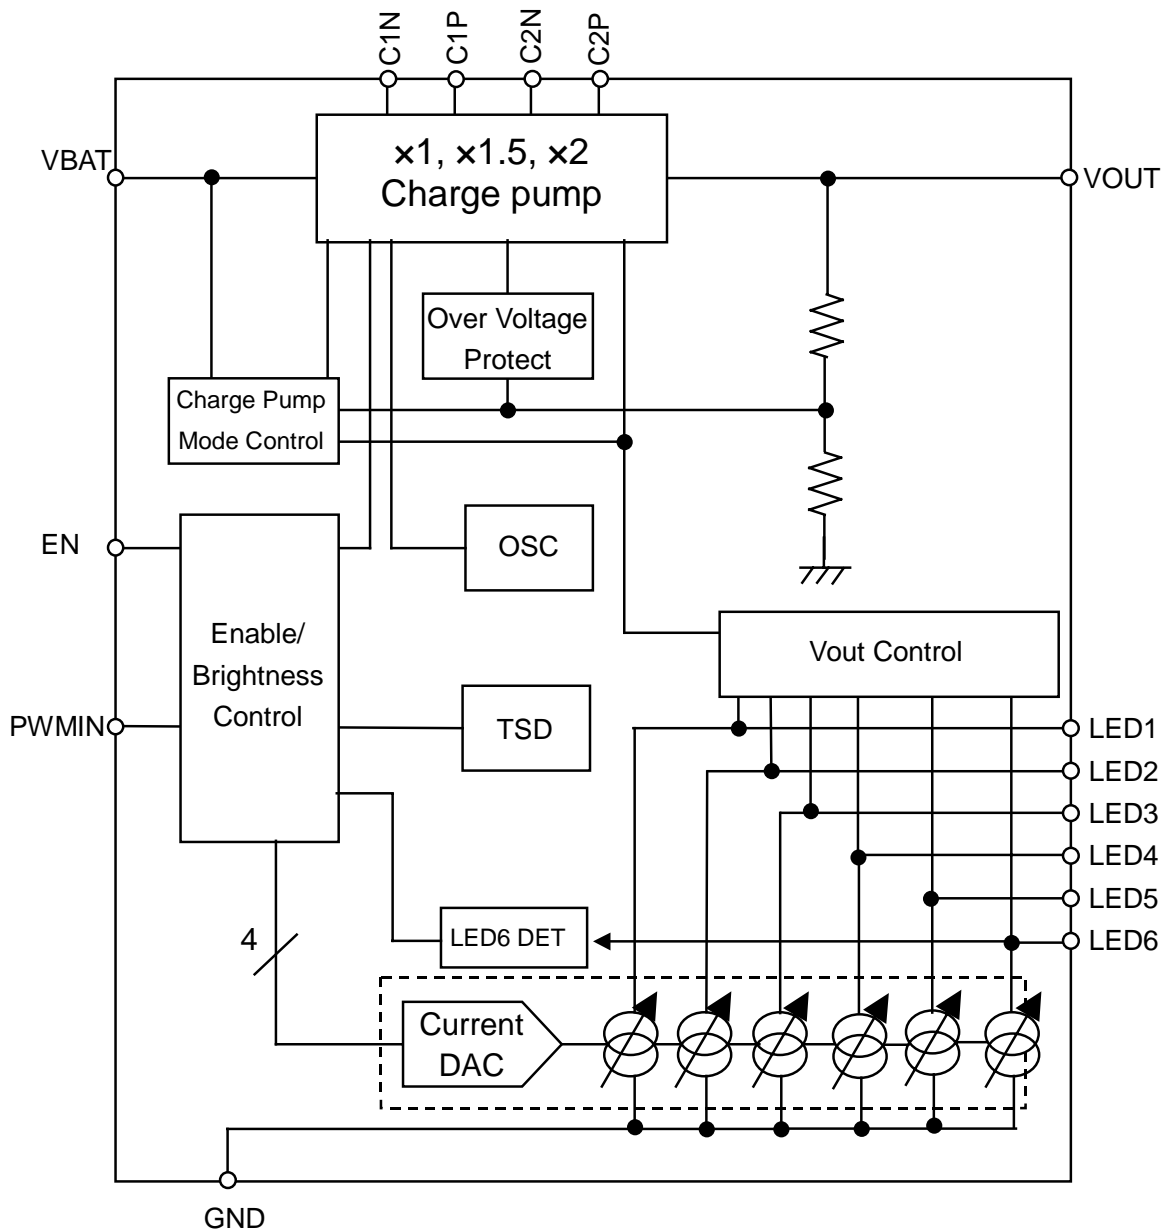 C1N
C1P
C2N
C2P
VBAT
×1, ×1.5, ×2
Charge pump
VOUT
Over Voltage
Protect
Charge Pump
Mode Control
EN
OSC
Enable/
Brightness
Control
Vout Control
PWMIN
TSD
LED1
LED2
LED3
LED4
LED5
LED6
4
LED6 DET
Current
DAC
GND